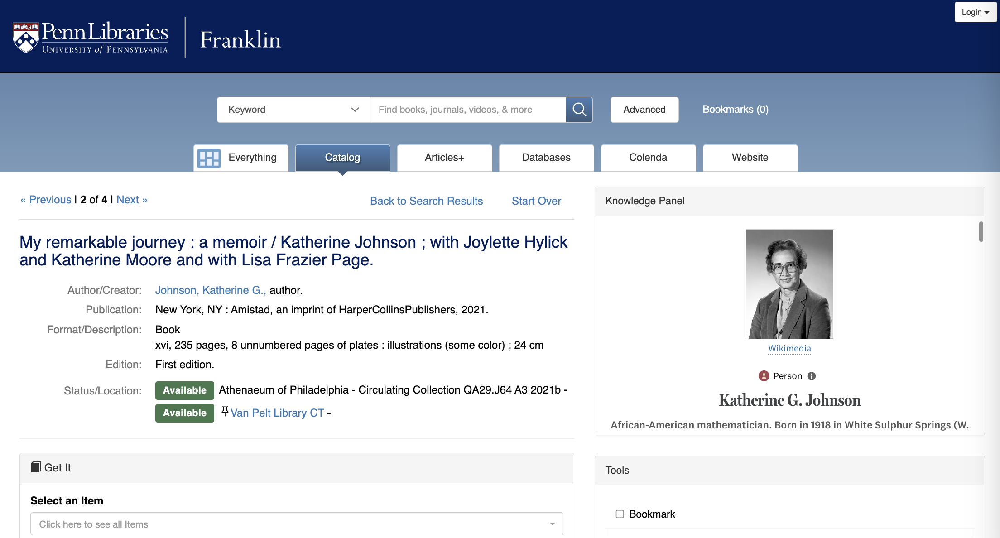 Login
Penn Libraries
University of Pennsylvania
Franklin
Keyword
Find books, journals, videos, & more
Advanced
Bookmarks (0)
Everything
Catalog
Articles+
Databases
Colenda
Website
« Previous | 2 of 4 | Next »
Back to Search Results
Start Over
My remarkable journey : a memoir / Katherine Johnson ; with Joylette Hylick
and Katherine Moore and with Lisa Frazier Page.
Author/Creator: Johnson, Katherine G., author.
Publication: New York, NY : Amistad, an imprint of HarperCollinsPublishers, 2021.
Format/Description: Book
xvi, 235 pages, 8 unnumbered pages of plates : illustrations (some color) ; 24 cm
Edition: First edition.
Status/Location: Available Athenaeum of Philadelphia - Circulating Collection QA29.J64 A3 2021b -
Available Van Pelt Library CT -
Get It
Select an Item
Click here to see all Items
Knowledge Panel
Wikimedia
Person
Katherine G. Johnson
African-American mathematician. Born in 1918 in White Sulphur Springs (W.
Tools
Bookmark